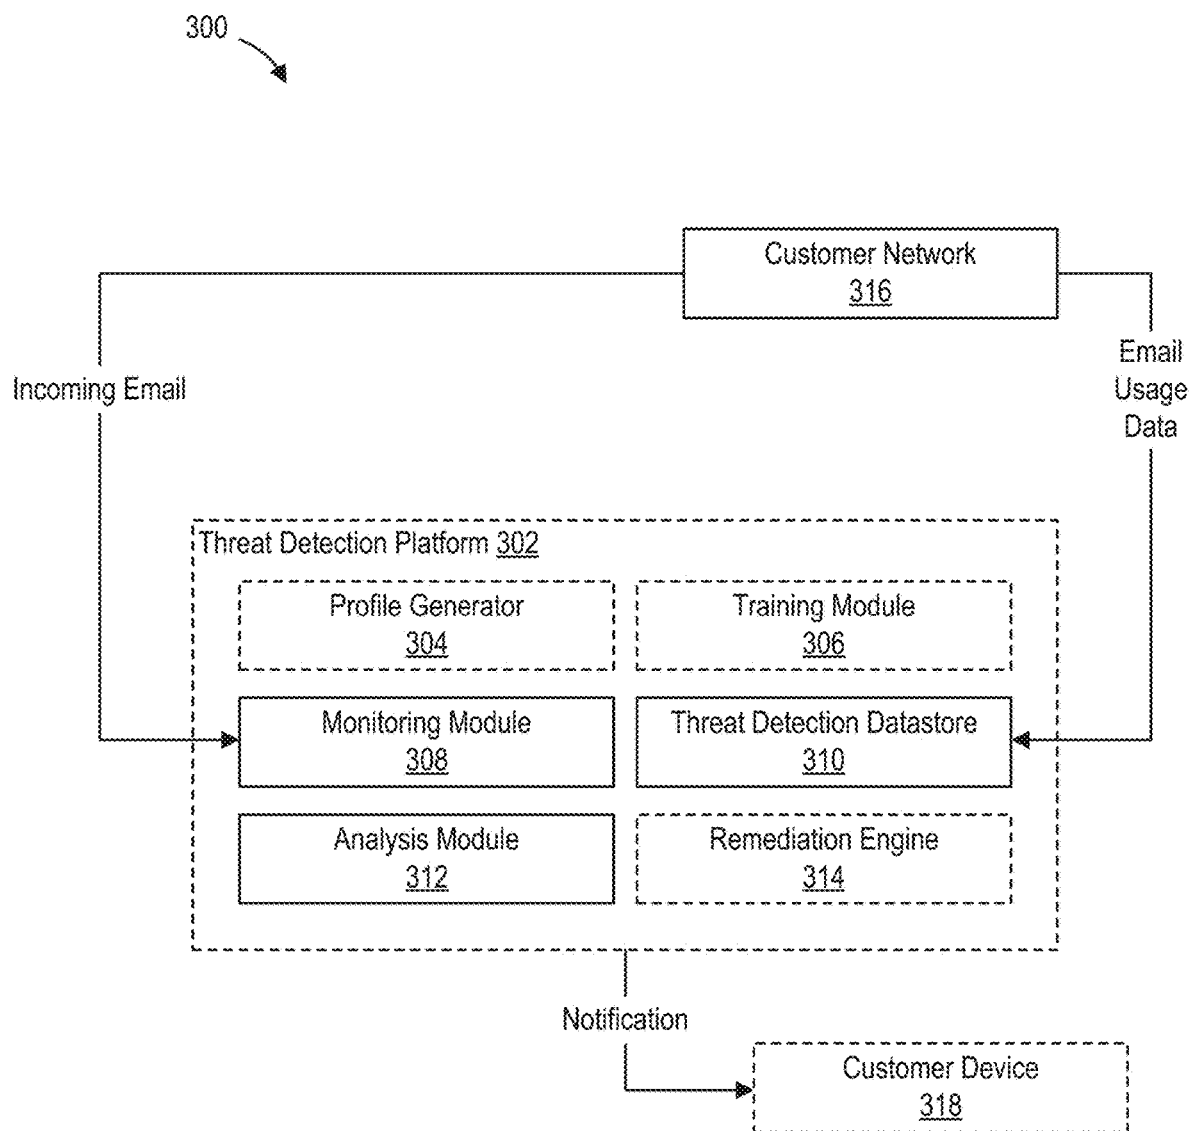 300
Customer Network
316
Incoming Email
Email
Usage
Data
Threat Detection Platform 302
Profile Generator
304
Training Module
306
Monitoring Module
308
Threat Detection Datastore
310
Analysis Module
312
Remediation Engine
314
Notification
Customer Device
318